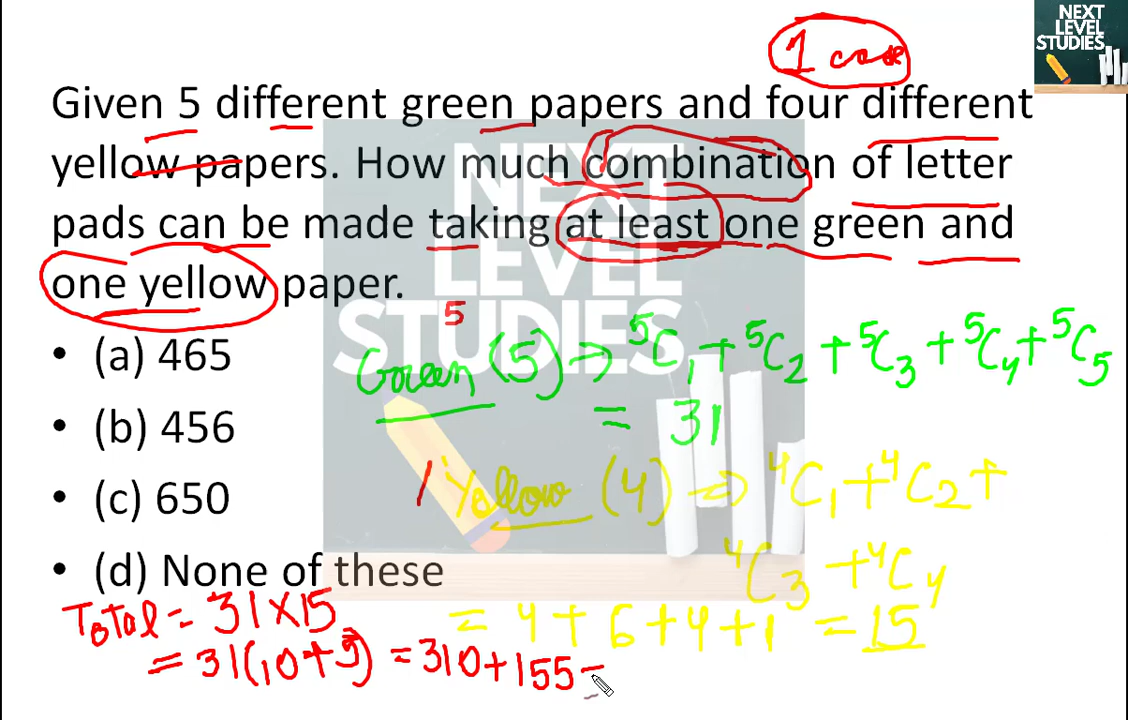 NEXT
LEVEL
STUDIES
1 case
Given 5 different green papers and four different
yellow papers. How much combination of letter
pads can be made taking at least one green and
one yellow paper.
NEXT
LEVEL
STUDIES
5
• (a) 465
Green (5) => ⁵C₁ + ⁵C₂ + ⁵C₃ + ⁵C₄ + ⁵C₅
= 31
• (b) 456
1 Yellow (4) => ⁴C₁ + ⁴C₂ +
• (c) 650
⁴C₃ + ⁴C₄
• (d) None of these
= 4 + 6 + 4 + 1 = 15
Total = 31 X 15
= 31(10+5) = 310 + 155 =